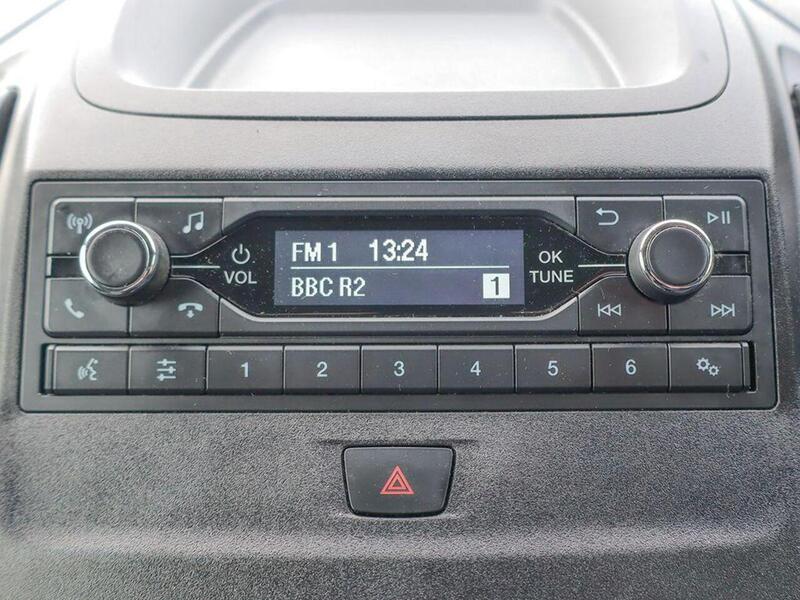 FM 1 13:24
BBC R2 1
VOL
OK
TUNE
1 2 3 4 5 6